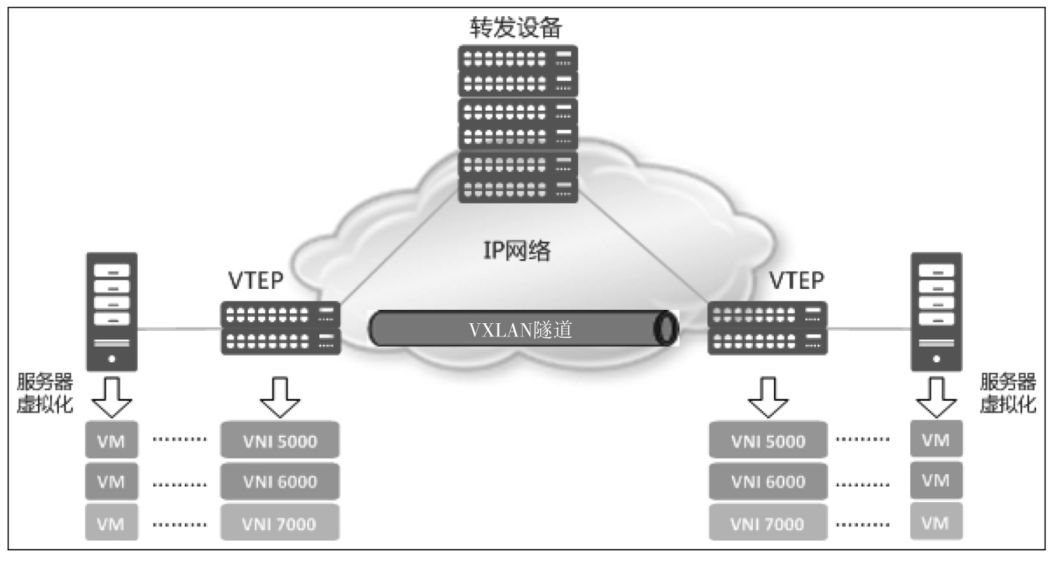 转发设备
IP网络
VTEP
VTEP
VXLAN隧道
服务器
虚拟化
服务器
虚拟化
VM
VNI 5000
VNI 5000
VM
VM
VNI 6000
VNI 6000
VM
VM
VNI 7000
VNI 7000
VM